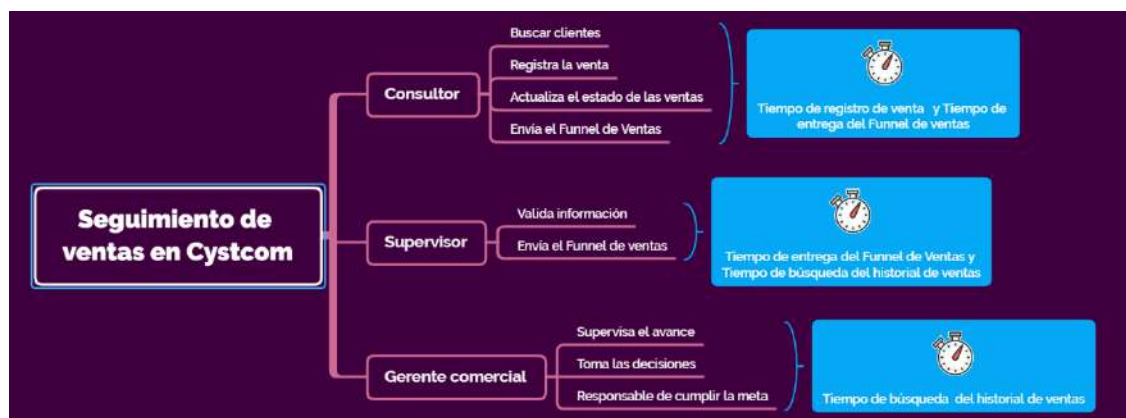 Seguimiento de
ventas en Cystcom
Consultor
Buscar clientes
Registra la venta
Actualiza el estado de las ventas
Envía el Funnel de Ventas
Tiempo de registro de venta y Tiempo de
entrega del Funnel de ventas
Supervisor
Valida información
Envía el Funnel de ventas
Tiempo de entrega del Funnel de Ventas y
Tiempo de búsqueda del historial de ventas
Gerente comercial
Supervisa el avance
Toma las decisiones
Responsable de cumplir la meta
Tiempo de búsqueda del historial de ventas